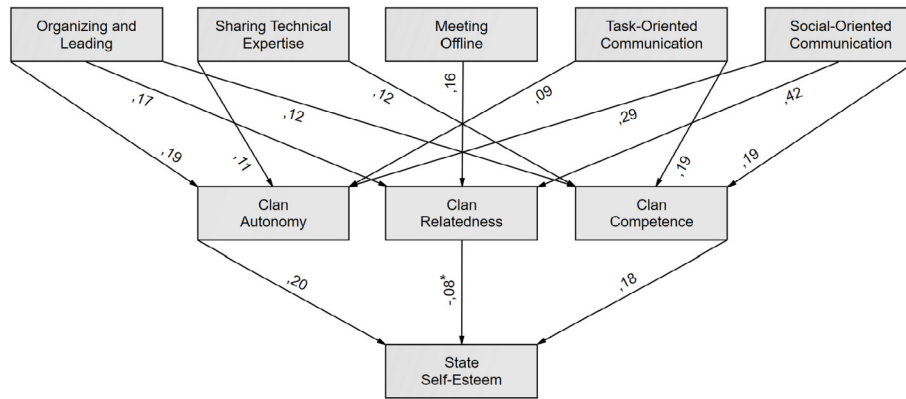 Organizing and
Leading
Sharing Technical
Expertise
Meeting
Offline
Task-Oriented
Communication
Social-Oriented
Communication
,17
,12
,12
,16
,09
,29
,42
,19
,11
,19
,19
Clan
Autonomy
Clan
Relatedness
Clan
Competence
,20
-,08*
,18
State
Self-Esteem